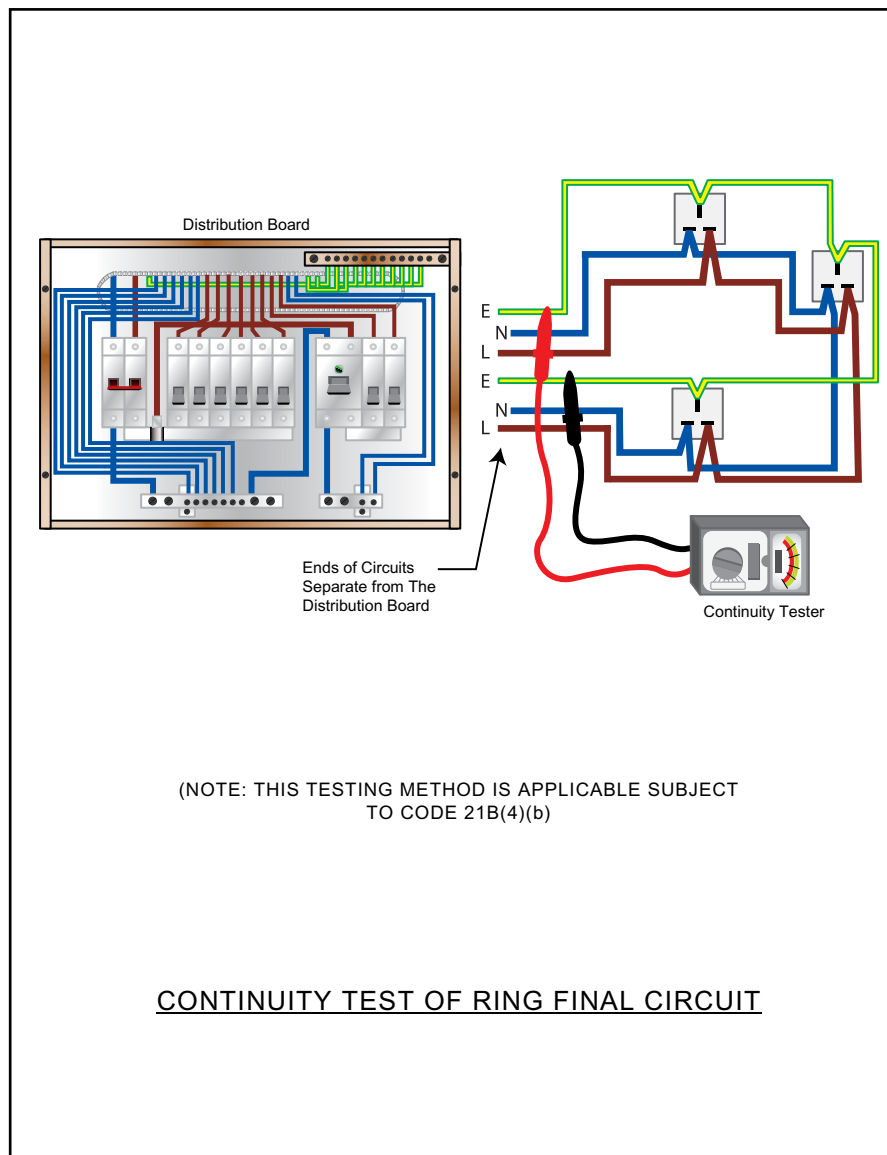 Distribution Board
E
N
L
E
N
L
Ends of Circuits
Separate from The
Distribution Board
Continuity Tester
(NOTE: THIS TESTING METHOD IS APPLICABLE SUBJECT
TO CODE 21B(4)(b)
CONTINUITY TEST OF RING FINAL CIRCUIT